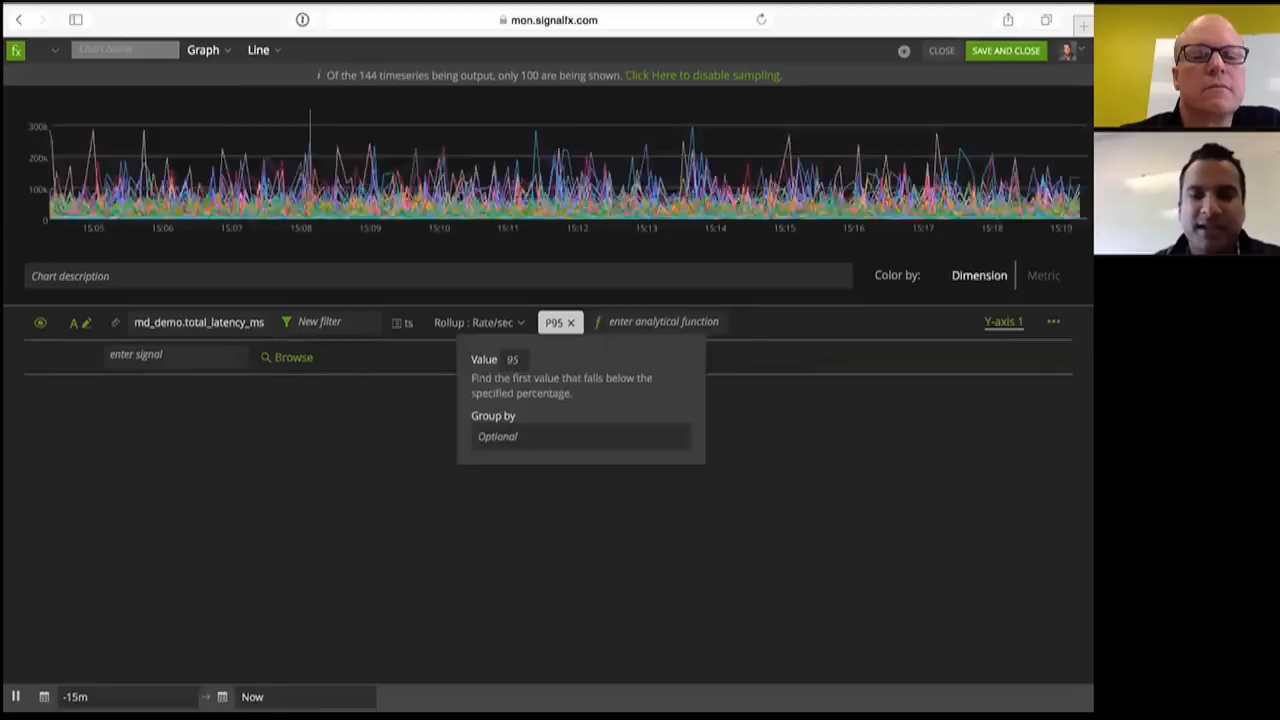 mon.signalfx.com
fx
Chart Name
Graph
Line
CLOSE
SAVE AND CLOSE
i Of the 144 timeseries being output, only 100 are being shown. Click Here to disable sampling.
300k
200k
100k
0
15:05 15:06 15:07 15:08 15:09 15:10 15:11 15:12 15:13 15:14 15:15 15:16 15:17 15:18 15:19
Chart description
Color by: Dimension Metric
A md_demo.total_latency_ms New filter ts Rollup : Rate/sec P95 × f enter analytical function Y-axis 1
enter signal Browse
Value 95
Find the first value that falls below the
specified percentage.
Group by
Optional
-15m Now